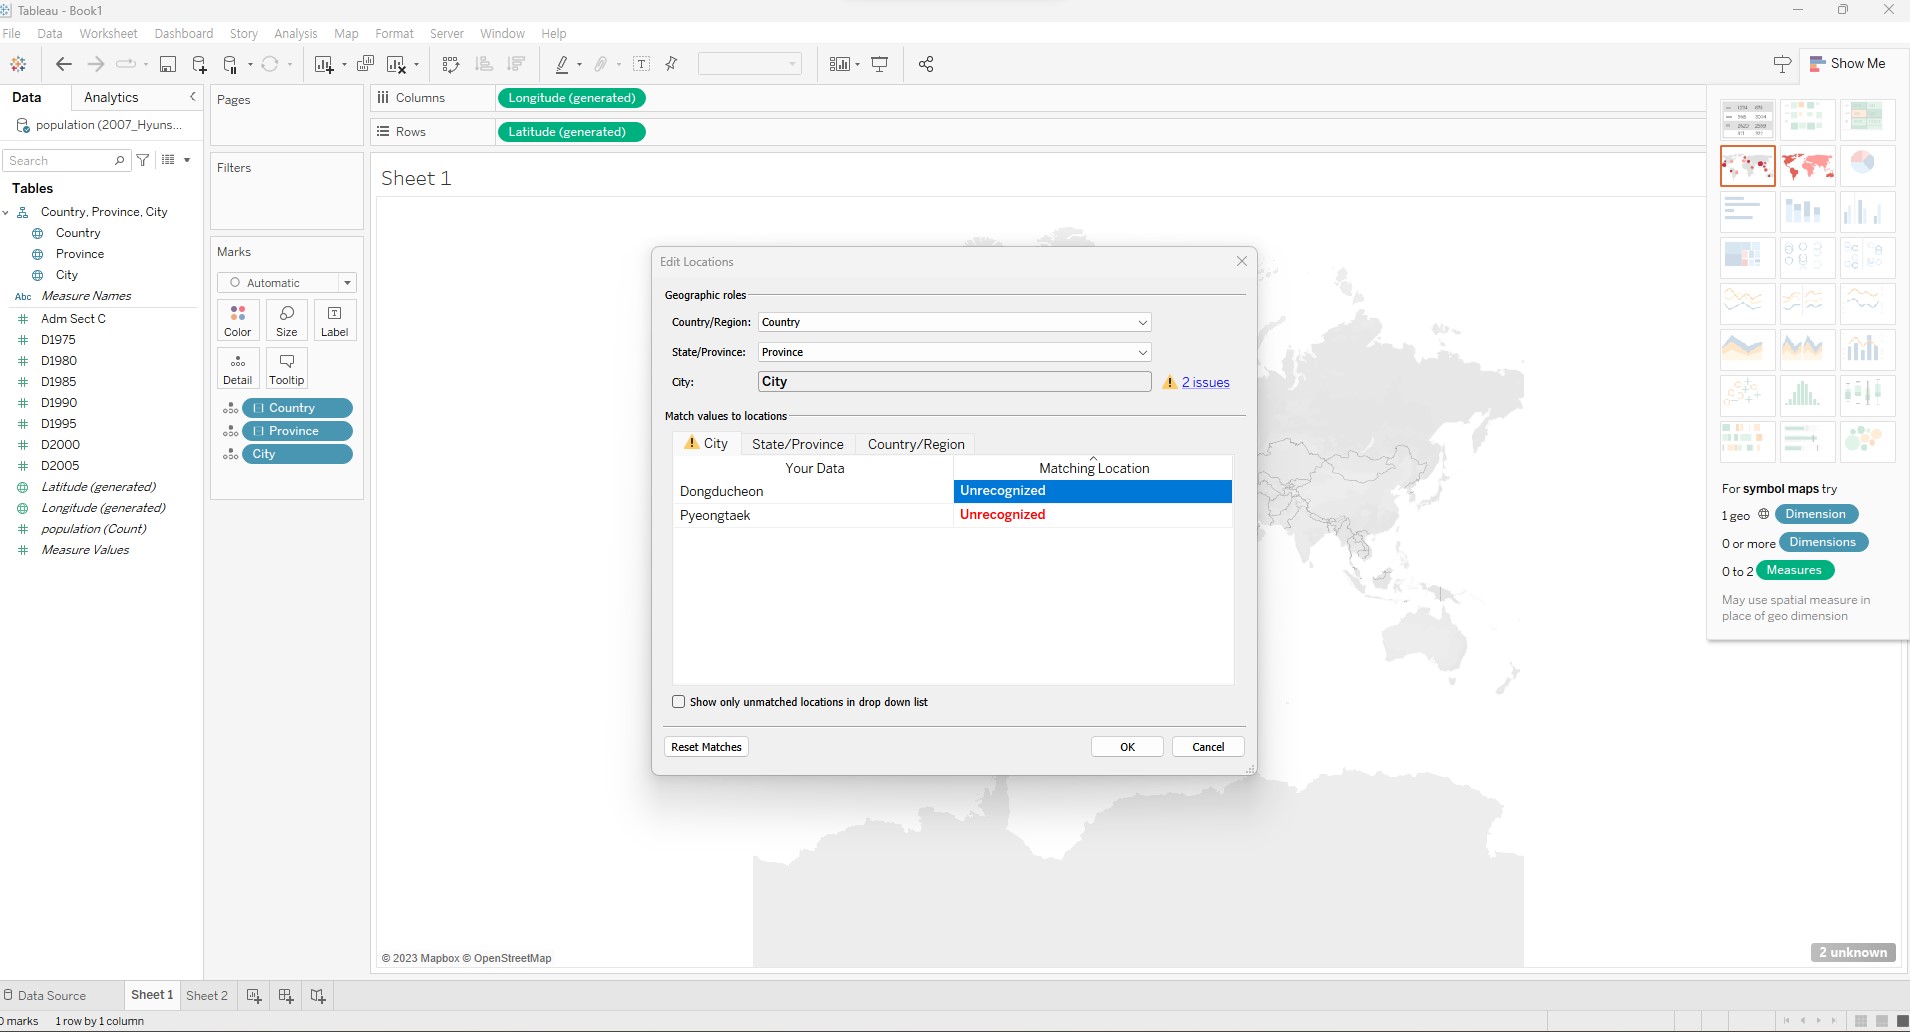 Tableau - Book1
File Data Worksheet Dashboard Story Analysis Map Format Server Window Help
Show Me
Data Analytics
population (2007_Hyuns...
Search
Tables
Country, Province, City
Country
Province
City
Abc Measure Names
Adm Sect C
D1975
D1980
D1985
D1990
D1995
D2000
D2005
Latitude (generated)
Longitude (generated)
population (Count)
Measure Values
Pages
Filters
Marks
Automatic
Color Size Label
Detail Tooltip
Country
Province
City
Columns Longitude (generated)
Rows Latitude (generated)
Sheet 1
Edit Locations
Geographic roles
Country/Region: Country
State/Province: Province
City: City 2 issues
Match values to locations
City State/Province Country/Region
Your Data Matching Location
Dongducheon Unrecognized
Pyeongtaek Unrecognized
Show only unmatched locations in drop down list
Reset Matches OK Cancel
© 2023 Mapbox © OpenStreetMap
2 unknown
For symbol maps try
1 geo Dimension
0 or more Dimensions
0 to 2 Measures
May use spatial measure in
place of geo dimension
Data Source Sheet 1 Sheet 2
0 marks 1 row by 1 column